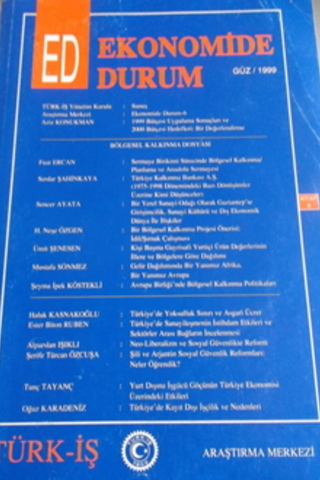 ED
EKONOMİDE
DURUM
GÜZ / 1999
TÜRK-İŞ Yönetim Kurulu : Sunuş
Araştırma Merkezi : Ekonomide Durum-6
Aziz KONUKMAN : 1999 Bütçesi Uygulama Sonuçları ve
2000 Bütçesi Hedefleri: Bir Değerlendirme
BÖLGESEL KALKINMA DOSYASI
Fuat ERCAN : Sermaye Birikimi Sürecinde Bölgesel Kalkınma/
Planlama ve Anadolu Sermayesi
Serdar ŞAHİNKAYA : Türkiye Kalkınma Bankası A.Ş.
(1975-1998 Dönemindeki Bazı Dönüşümler
Üzerine Kimi Düşünceler)
Sencer AYATA : Bir Yerel Sanayi Odağı Olarak Gaziantep'te
Girişimcilik, Sanayi Kültürü ve Dış Ekonomik
Dünya İle İlişkiler
H. Neşe ÖZGEN : Bir Bölgesel Kalkınma Projesi Önerisi:
İdil/Şırnak Çalışması
Ümit ŞENESEN : Kişi Başına Gayrisafi Yurtiçi Ürün Değerlerinin
İllere ve Bölgelere Göre Dağılımı
Mustafa SÖNMEZ : Gelir Dağılımında Bir Yanımız Afrika,
Bir Yanımız Avrupa
Şeyma İpek KÖSTEKLİ : Avrupa Birliği'nde Bölgesel Kalkınma Politikaları
Haluk KASNAKOĞLU : Türkiye'de Yoksulluk Sınırı ve Asgari Ücret
Ester Biton RUBEN : Türkiye'de Sanayileşmenin İstihdam Etkileri ve
Sektörler Arası Bağların İncelenmesi
Alparslan IŞIKLI : Neo-Liberalizm ve Sosyal Güvenlikte Reform
Şerife Türcan ÖZÇUŞA : Şili ve Arjantin Sosyal Güvenlik Reformları:
Neler Öğrendik?
Tunç TAYANÇ : Yurt Dışına İşgücü Göçünün Türkiye Ekonomisi
Üzerindeki Etkileri
Oğuz KARADENİZ : Türkiye'de Kayıt Dışı İşçilik ve Nedenleri
TÜRK-İŞ
ARAŞTIRMA MERKEZİ